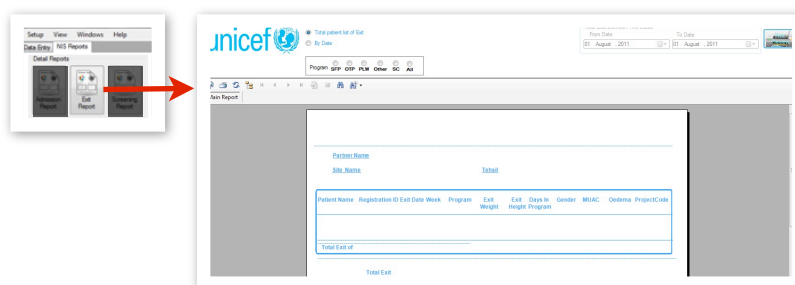 Setup View Windows Help
Data Entry NIS Reports
Detail Reports
Admission Report
Exit Report
Screening Report
unicef
Total patient list of Exit
By Date
From Date
To Date
01 August , 2011
01 August , 2011
Program SFP OTP PLW Other SC All
Main Report
Partner Name
Site Name
Tehsil
Patient Name Registration ID Exit Date Week Program Exit Weight Exit Height Days In Program Gender MUAC Oedema ProjectCode
Total Exit of
Total Exit